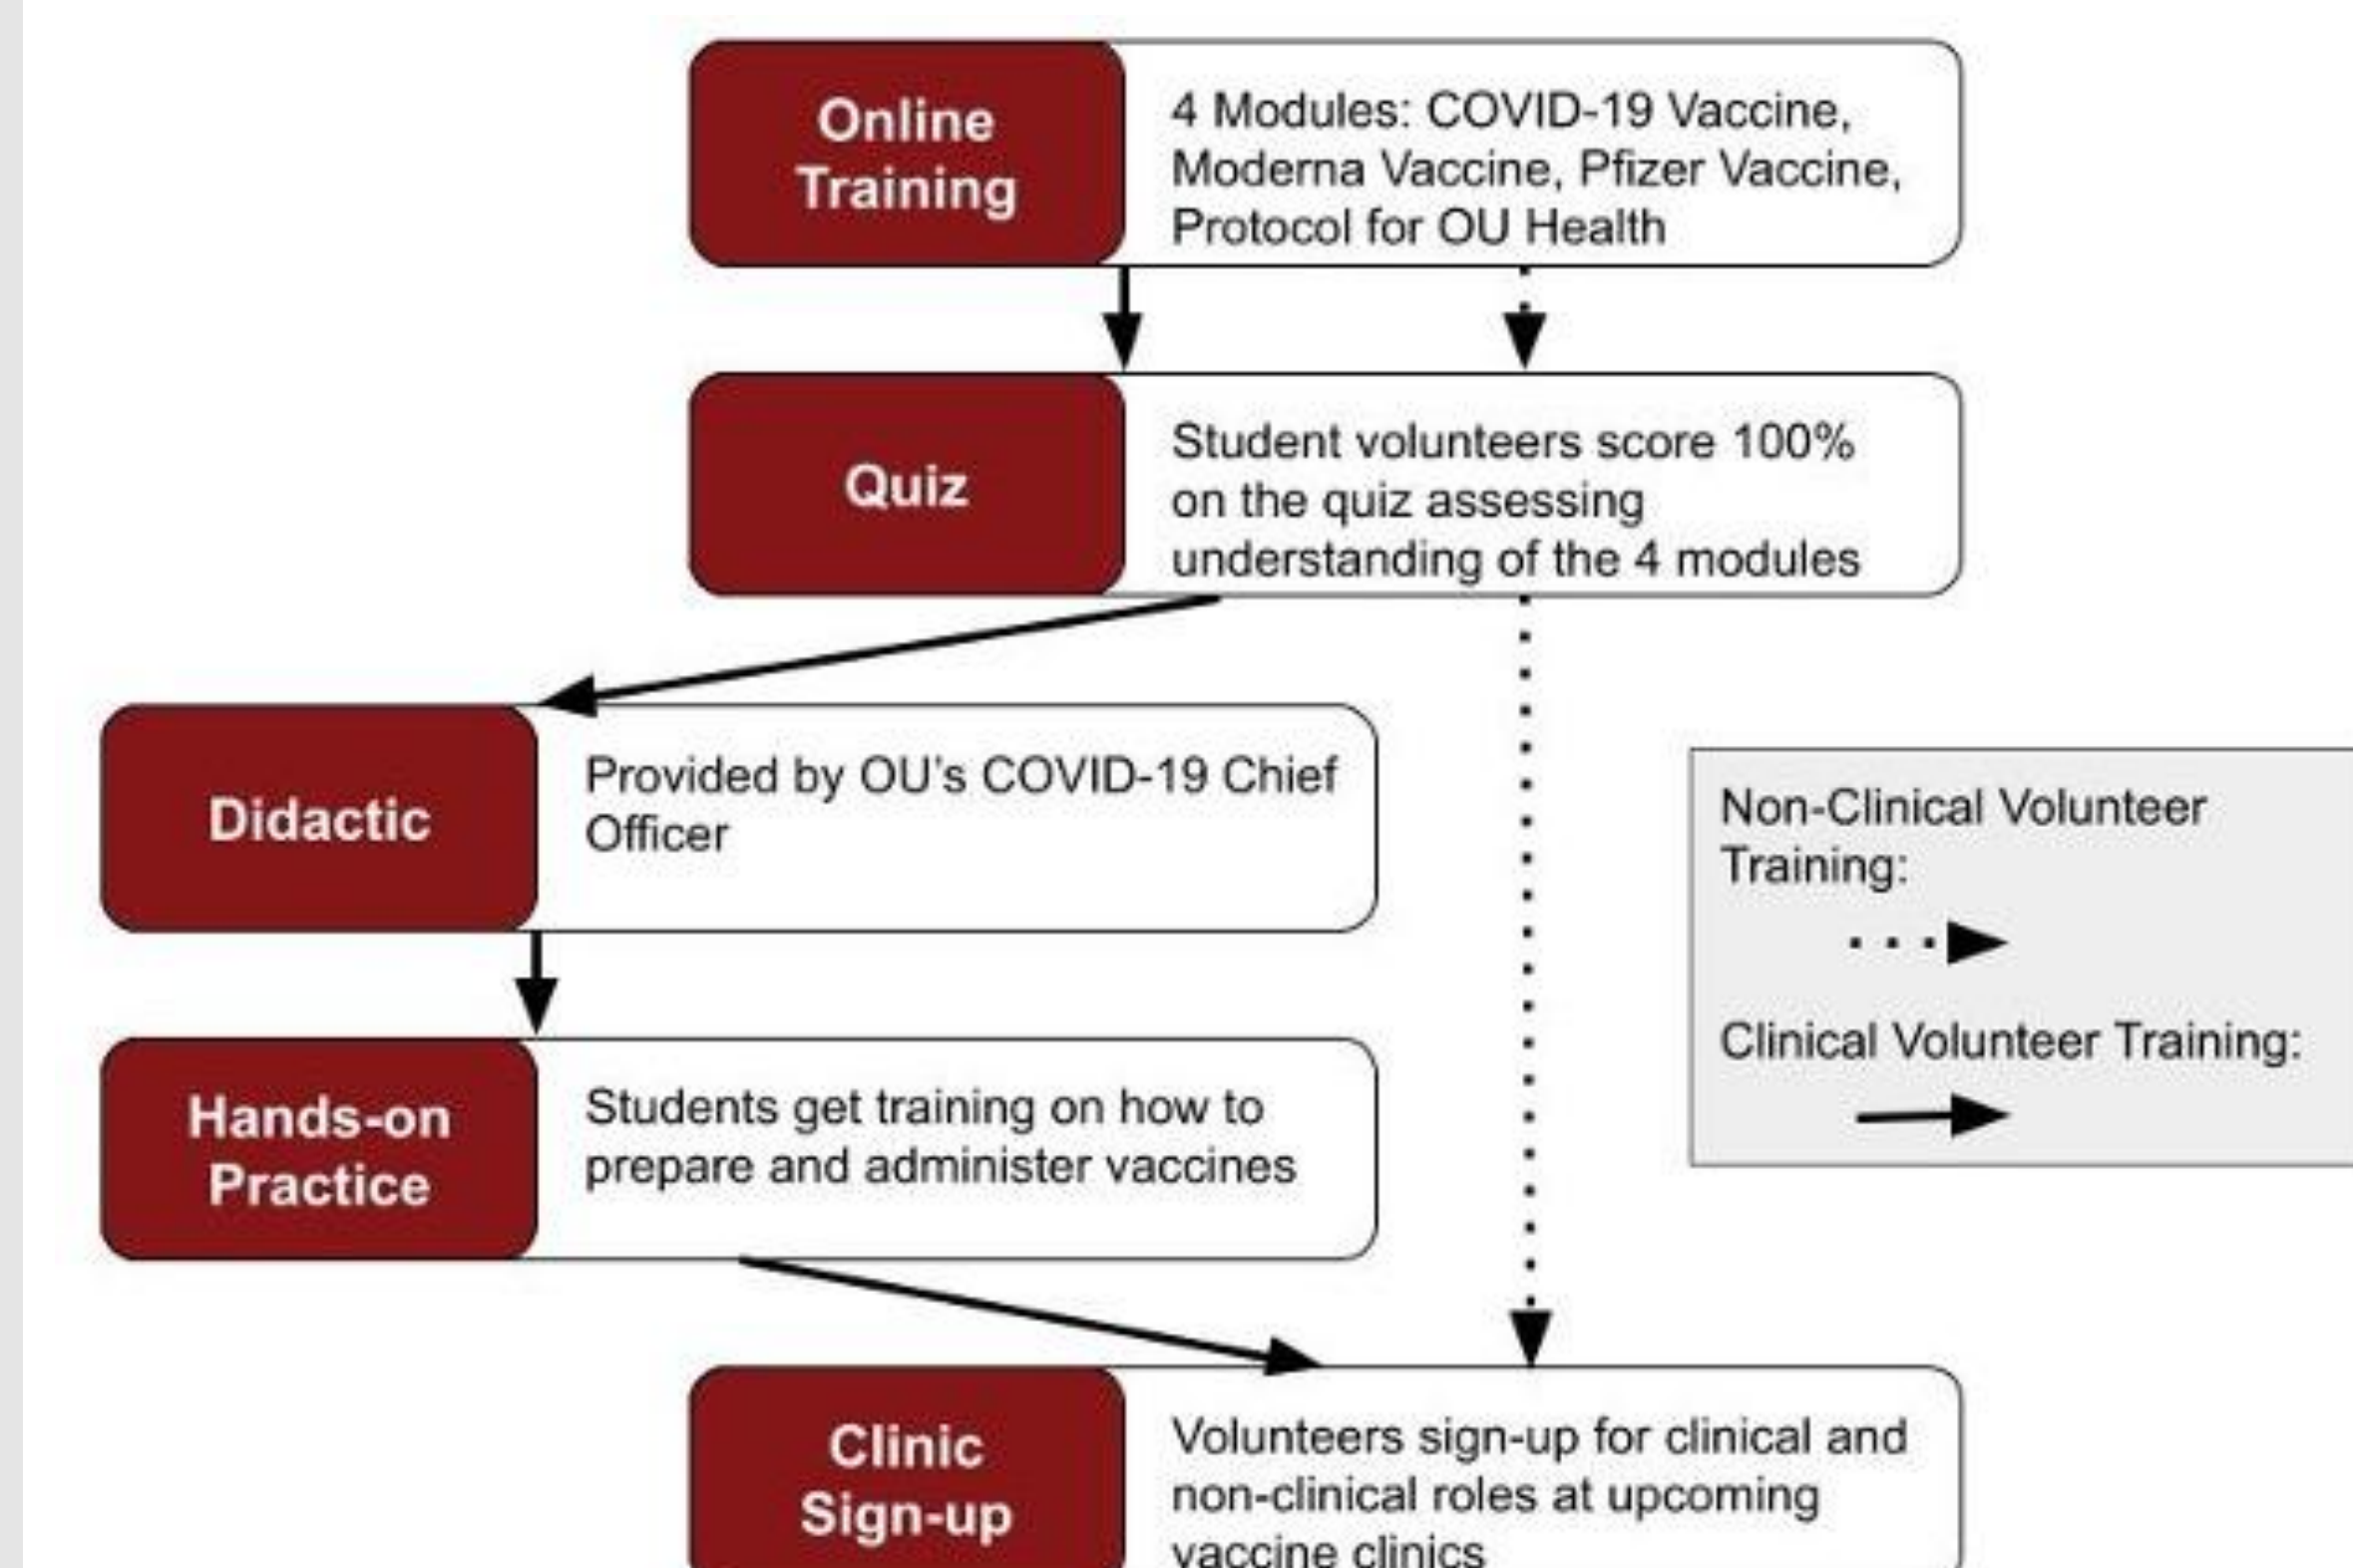 Online
Training
4 Modules: COVID-19 Vaccine,
Moderna Vaccine, Pfizer Vaccine,
Protocol for OU Health
Quiz
Student volunteers score 100%
on the quiz assessing
understanding of the 4 modules
Didactic
Provided by OU's COVID-19 Chief
Officer
Non-Clinical Volunteer
Training:
Clinical Volunteer Training:
Hands-on
Practice
Students get training on how to
prepare and administer vaccines
Clinic
Sign-up
Volunteers sign-up for clinical and
non-clinical roles at upcoming
vaccine clinics